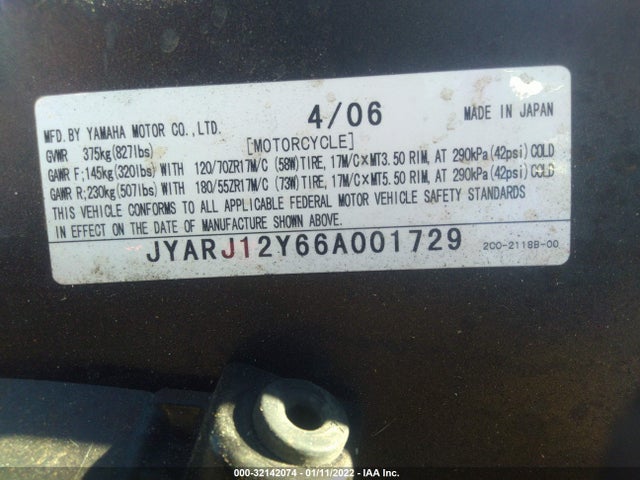 MFD.BY YAMAHA MOTOR CO.,LTD. 4/06 MADE IN JAPAN
GVWR 375kg(827lbs) [MOTORCYCLE]
GAWR F;145kg(320lbs) WITH 120/70ZR17M/C (58W)TIRE, 17M/C×MT3.50 RIM, AT 290kPa(42psi) COLD
GAWR R;230kg(507lbs) WITH 180/55ZR17M/C (73W)TIRE, 17M/C×MT5.50 RIM, AT 290kPa(42psi) COLD
THIS VEHICLE CONFORMS TO ALL APPLICABLE FEDERAL MOTOR VEHICLE SAFETY STANDARDS
IN EFFECT ON THE DATE OF MANUFACTURE SHOWN ABOVE.
JYARJ12Y66A001729 2C0-2118B-00
000-32142074 - 01/11/2022 - IAA Inc.